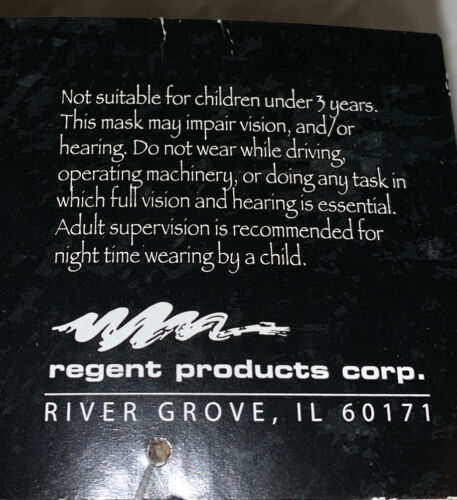 Not suitable for children under 3 years.
This mask may impair vision, and/or
hearing. Do not wear while driving,
operating machinery, or doing any task in
which full vision and hearing is essential.
Adult supervision is recommended for
night time wearing by a child.
regent products corp.
RIVER GROVE, IL 60171